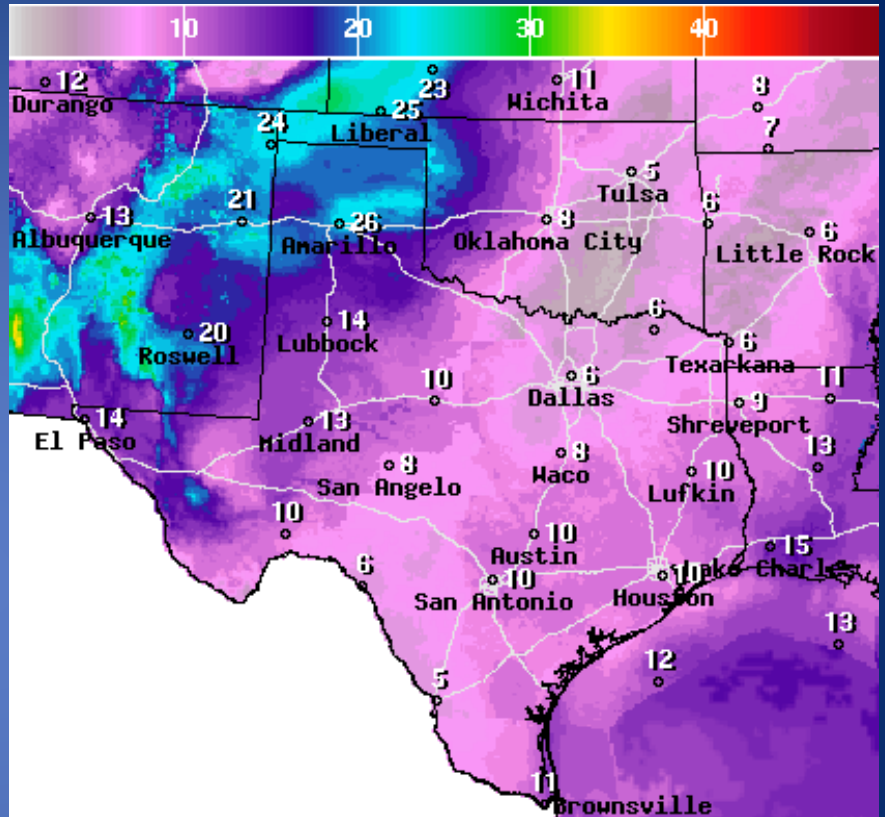 10 20 30 40
23
12 11 8
Durango Wichita
25
Liberal
24 7
5
Tulsa
13 21 26 8 6 6
Albuquerque Amarillo Oklahoma City Little Rock
20 14 6 6
Roswell Lubbock Texarkana
10 6 9 11
Dallas
14 13 Shreveport
El Paso Midland
8 8 10 13
San Angelo Waco Lufkin
10 10 15
Austin
6 10 10 Lake Charles
San Antonio Houston
13
12
5
11
Brownsville